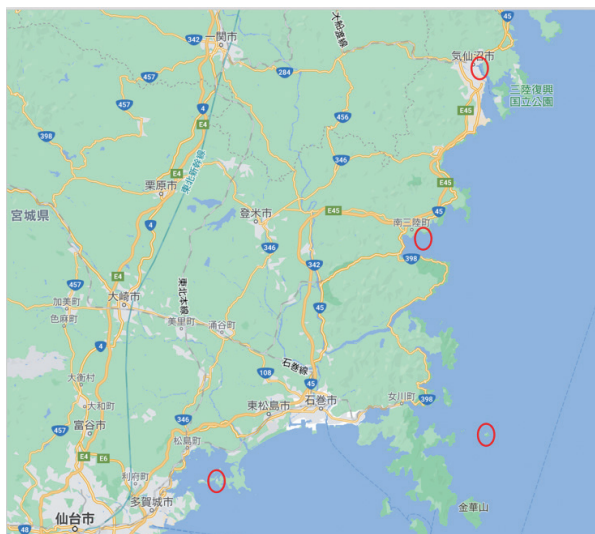 45
342
一関市
大船渡線
気仙沼市
457
284
4
三陸復興
国立公園
398
457
E4
456
E45
346
E4
東北新幹線
栗原市
E45
45
宮城県
登米市
南三陸町
4
346
398
E4
342
457
大崎市
東北本線
加美町
45
色麻町
美里町
涌谷町
4
石巻線
大衡村
108
45
女川町
大和町
東松島市
石巻市
398
457
346
富谷市
松島町
E4
E6
利府町
多賀城市
金華山
仙台市
48
45